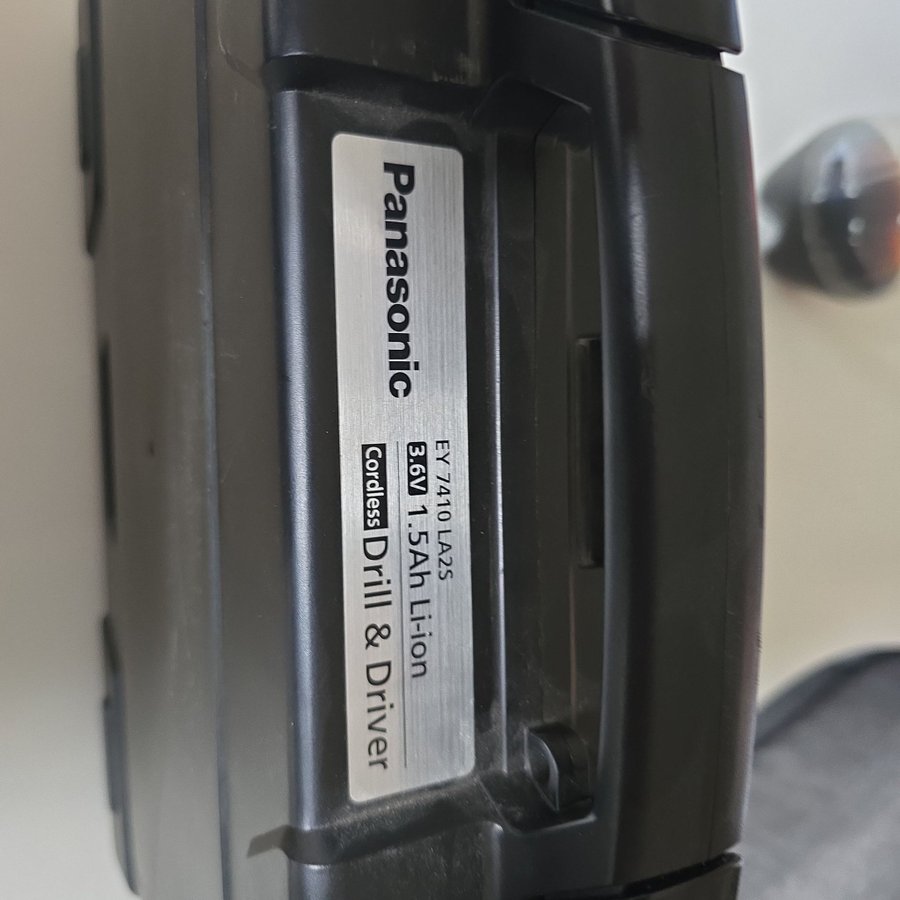 Panasonic
EY 7410 LA2S
3.6V 1.5Ah Li-ion
Cordless Drill & Driver